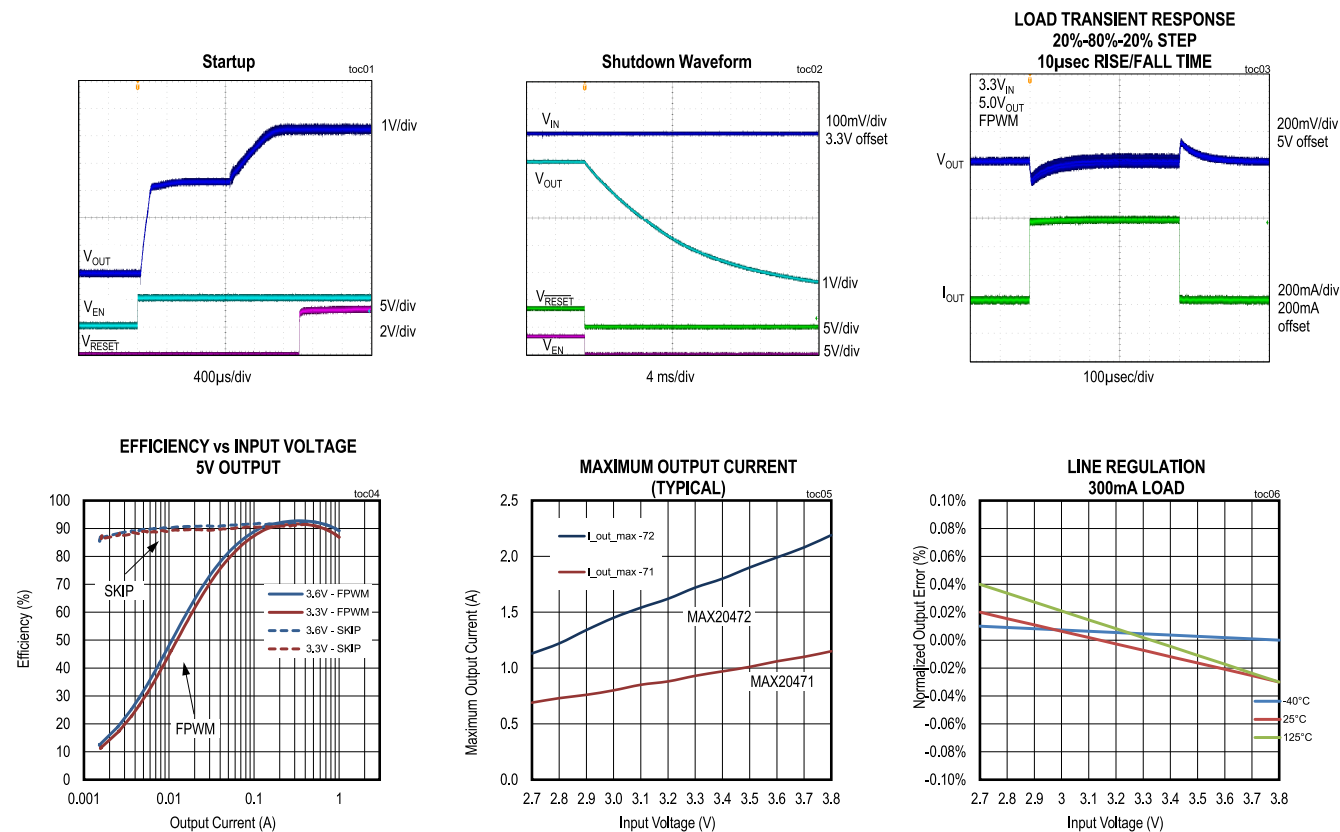 Startup
toc01
1V/div
VOUT
VEN
5V/div
2V/div
VRESET
400µs/div
Shutdown Waveform
toc02
VIN
100mV/div
3.3V offset
VOUT
1V/div
VRESET
5V/div
VEN
5V/div
4 ms/div
LOAD TRANSIENT RESPONSE
20%-80%-20% STEP
10µsec RISE/FALL TIME
toc03
3.3VIN
5.0VOUT
FPWM
200mV/div
5V offset
VOUT
IOUT
200mA/div
200mA
offset
100µsec/div
EFFICIENCY vs INPUT VOLTAGE
5V OUTPUT
toc04
100
90
80
70
60
50
40
30
20
10
0
Efficiency (%)
SKIP
3.6V - FPWM
3.3V - FPWM
3.6V - SKIP
3.3V - SKIP
FPWM
0.001 0.01 0.1 1
Output Current (A)
MAXIMUM OUTPUT CURRENT
(TYPICAL)
toc05
2.5
2.0
1.5
1.0
0.5
0.0
Maximum Output Current (A)
I_out_max -72
I_out_max -71
MAX20472
MAX20471
2.7 2.8 2.9 3.0 3.1 3.2 3.3 3.4 3.5 3.6 3.7 3.8
Input Voltage (V)
LINE REGULATION
300mA LOAD
toc06
0.10%
0.08%
0.06%
0.04%
0.02%
0.00%
-0.02%
-0.04%
-0.06%
-0.08%
-0.10%
Normalized Output Error (%)
-40°C
25°C
125°C
2.7 2.8 2.9 3 3.1 3.2 3.3 3.4 3.5 3.6 3.7 3.8
Input Voltage (V)